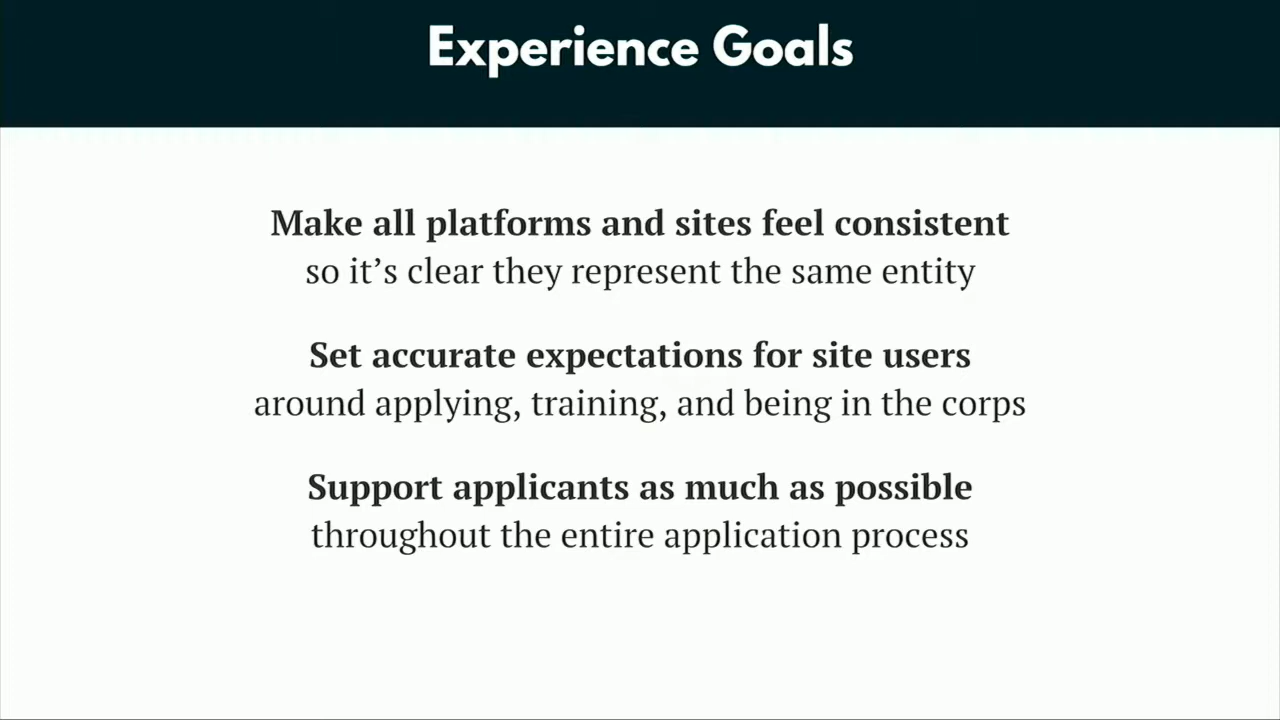 Experience Goals
Make all platforms and sites feel consistent
so it’s clear they represent the same entity
Set accurate expectations for site users
around applying, training, and being in the corps
Support applicants as much as possible
throughout the entire application process